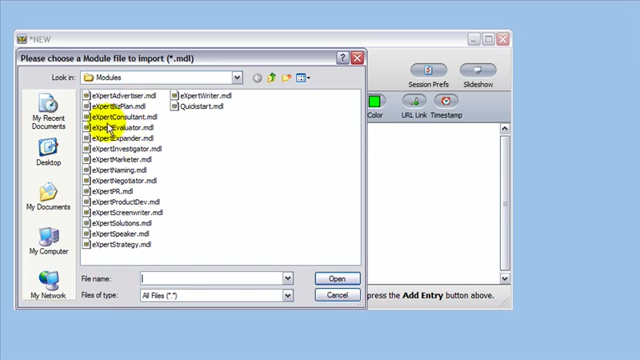 *NEW
Please choose a Module file to import (*.mdl)
Look in:
Modules
Session Prefs
Slideshow
Color
URL Link
Timestamp
My Recent
Documents
Desktop
My Documents
My Computer
My Network
eXpertAdvertiser.mdl
eXpertBizPlan.mdl
eXpertConsultant.mdl
eXpertEvaluator.mdl
eXpertExpander.mdl
eXpertInvestigator.mdl
eXpertMarketer.mdl
eXpertNaming.mdl
eXpertNegotiator.mdl
eXpertPR.mdl
eXpertProductDev.mdl
eXpertScreenwriter.mdl
eXpertSolutions.mdl
eXpertSpeaker.mdl
eXpertStrategy.mdl
eXpertWriter.mdl
Quickstart.mdl
File name:
Open
Files of type:
All Files (*.*)
Cancel
press the Add Entry button above.